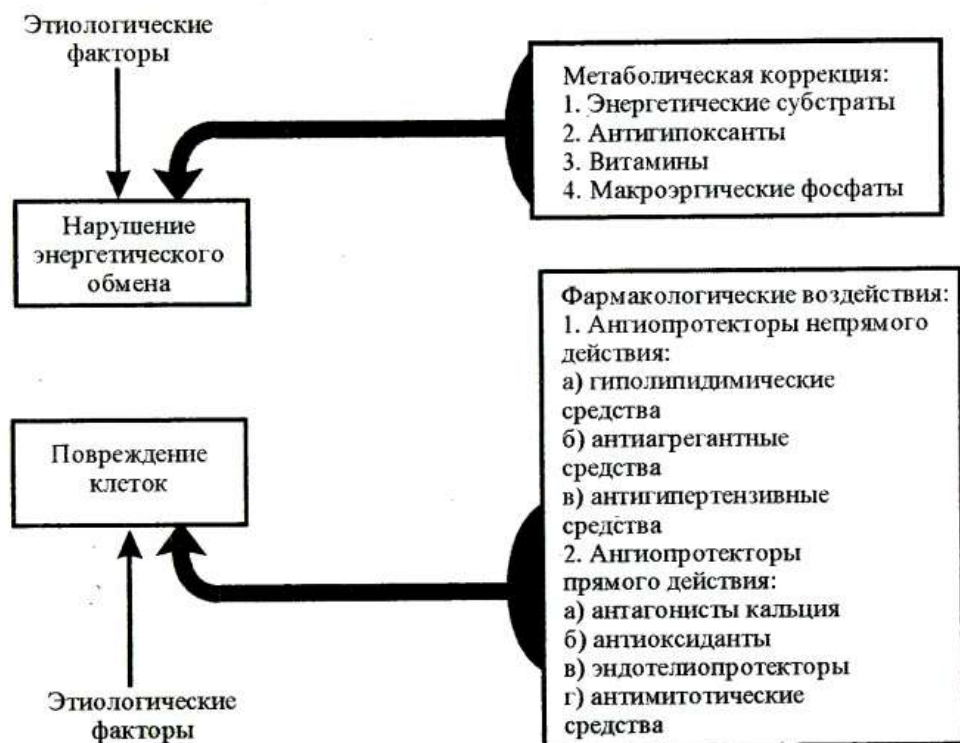 Этиологические
факторы
Метаболическая коррекция:
1. Энергетические субстраты
2. Антигипоксанты
3. Витамины
4. Макроэргические фосфаты
Нарушение
энергетического
обмена
Фармакологические воздействия:
1. Ангиопротекторы непрямого
действия:
а) гиполипидимические
средства
б) антиагрегантные
средства
в) антигипертензивные
средства
2. Ангиопротекторы
прямого действия:
а) антагонисты кальция
б) антиоксиданты
в) эндотелиопротекторы
г) антимитотические
средства
Повреждение
клеток
Этиологические
факторы